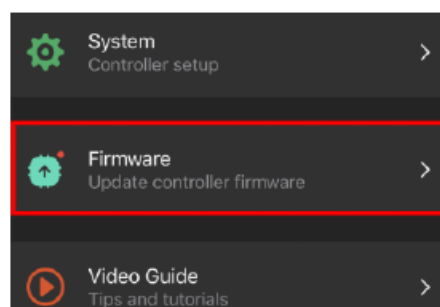 System
Controller setup
Firmware
Update controller firmware
Video Guide
Tips and tutorials